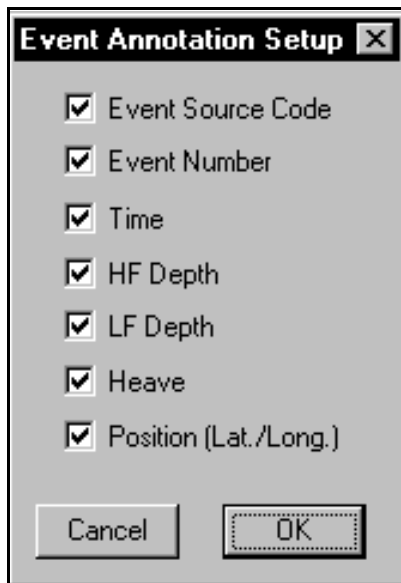 Event Annotation Setup
Event Source Code
Event Number
Time
HF Depth
LF Depth
Heave
Position (Lat./Long.)
Cancel OK